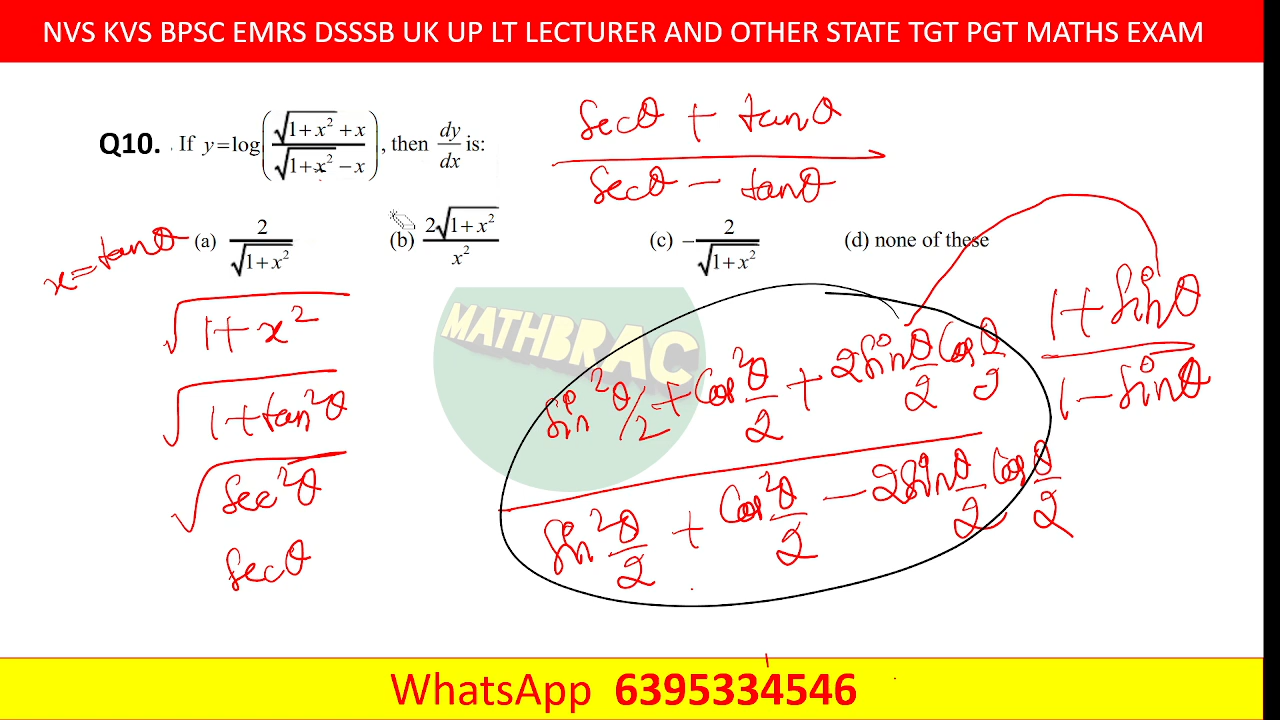 NVS KVS BPSC EMRS DSSSB UK UP LT LECTURER AND OTHER STATE TGT PGT MATHS EXAM
Q10. If y=log((√(1+x²)+x)/(√(1+x²)−x)), then dy/dx is:
(a) 2/√(1+x²) (b) 2√(1+x²)/x² (c) −2/√(1+x²) (d) none of these
secθ + tanθ
secθ − tanθ
x=tanθ
√(1+x²)
√(1+tan²θ)
√(sec²θ)
secθ
MATHBRAC
sin²θ/2 + cos²θ/2 + 2sinθ/2 cosθ/2
sin²θ/2 + cos²θ/2 − 2sinθ/2 cosθ/2
1+sinθ
1−sinθ
WhatsApp 6395334546